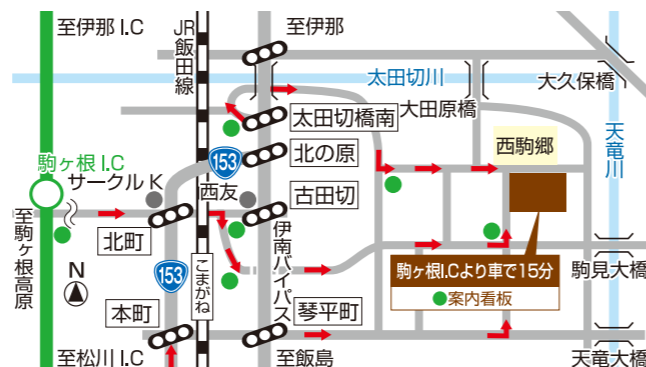 至伊那 I.C
JR
飯田線
至伊那
太田切川
大久保橋
大田原橋
太田切橋南
天竜川
153
北の原
西駒郷
駒ヶ根 I.C
サークル K
西友
古田切
至駒ヶ根高原
北町
伊南バイパス
N
153
こまがね
駒ヶ根I.Cより車で15分
案内看板
駒見大橋
本町
琴平町
至松川 I.C
至飯島
天竜大橋